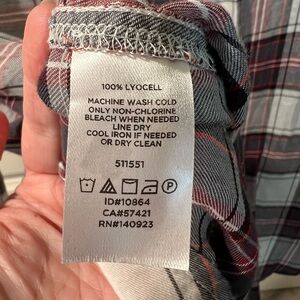 100% LYOCELL
MACHINE WASH COLD
ONLY NON-CHLORINE
BLEACH WHEN NEEDED
LINE DRY
COOL IRON IF NEEDED
OR DRY CLEAN
511551
P
ID#10864
CA#57421
RN#140923